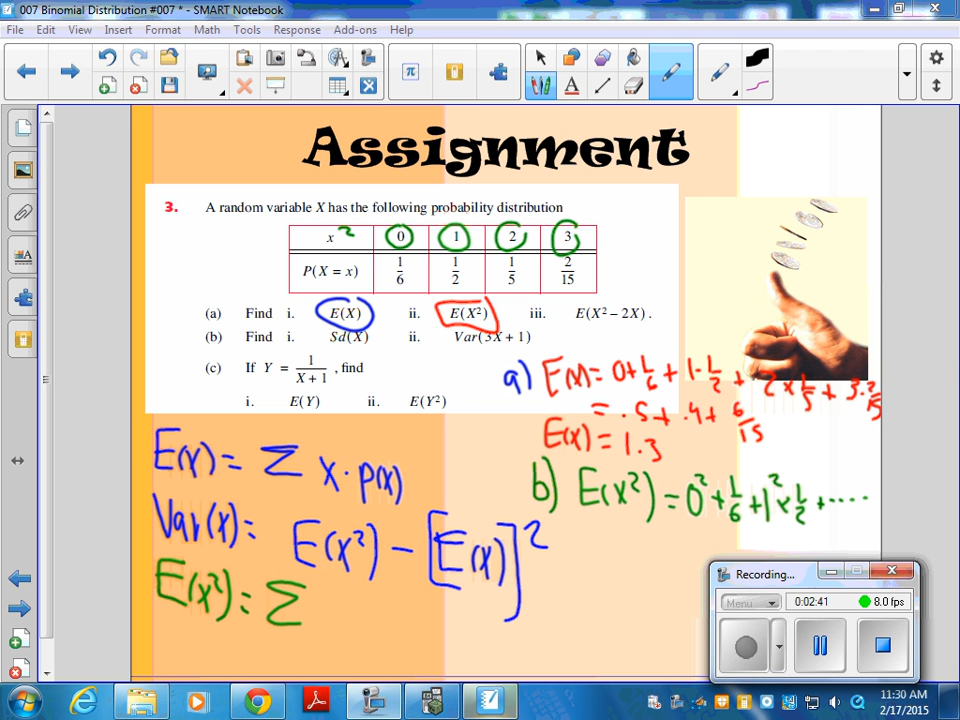 007 Binomial Distribution #007 * - SMART Notebook
File Edit View Insert Format Math Tools Response Add-ons Help
Assignment
3. A random variable X has the following probability distribution
x 2 0 1 2 3
P(X = x) 1/6 1/2 1/5 2/15
(a) Find i. E(X) ii. E(X²) iii. E(X² – 2X) .
(b) Find i. Sd(X) ii. Var(3X + 1)
(c) If Y = 1/(X + 1) , find
i. E(Y) ii. E(Y²)
a) E(x) = 0+1/6 + 1·1/2 + 2×1/5 + 3·2/15
= .5 + .4 + 6/15
E(x) = 1.3
b) E(x²) = 0²+1/6+1²×1/2+....
E(x) = Σ x·p(x)
Var(x) = E(x²) – [E(x)]²
E(x²) = Σ
Recording...
Menu 0:02:41 8.0 fps
11:30 AM
2/17/2015